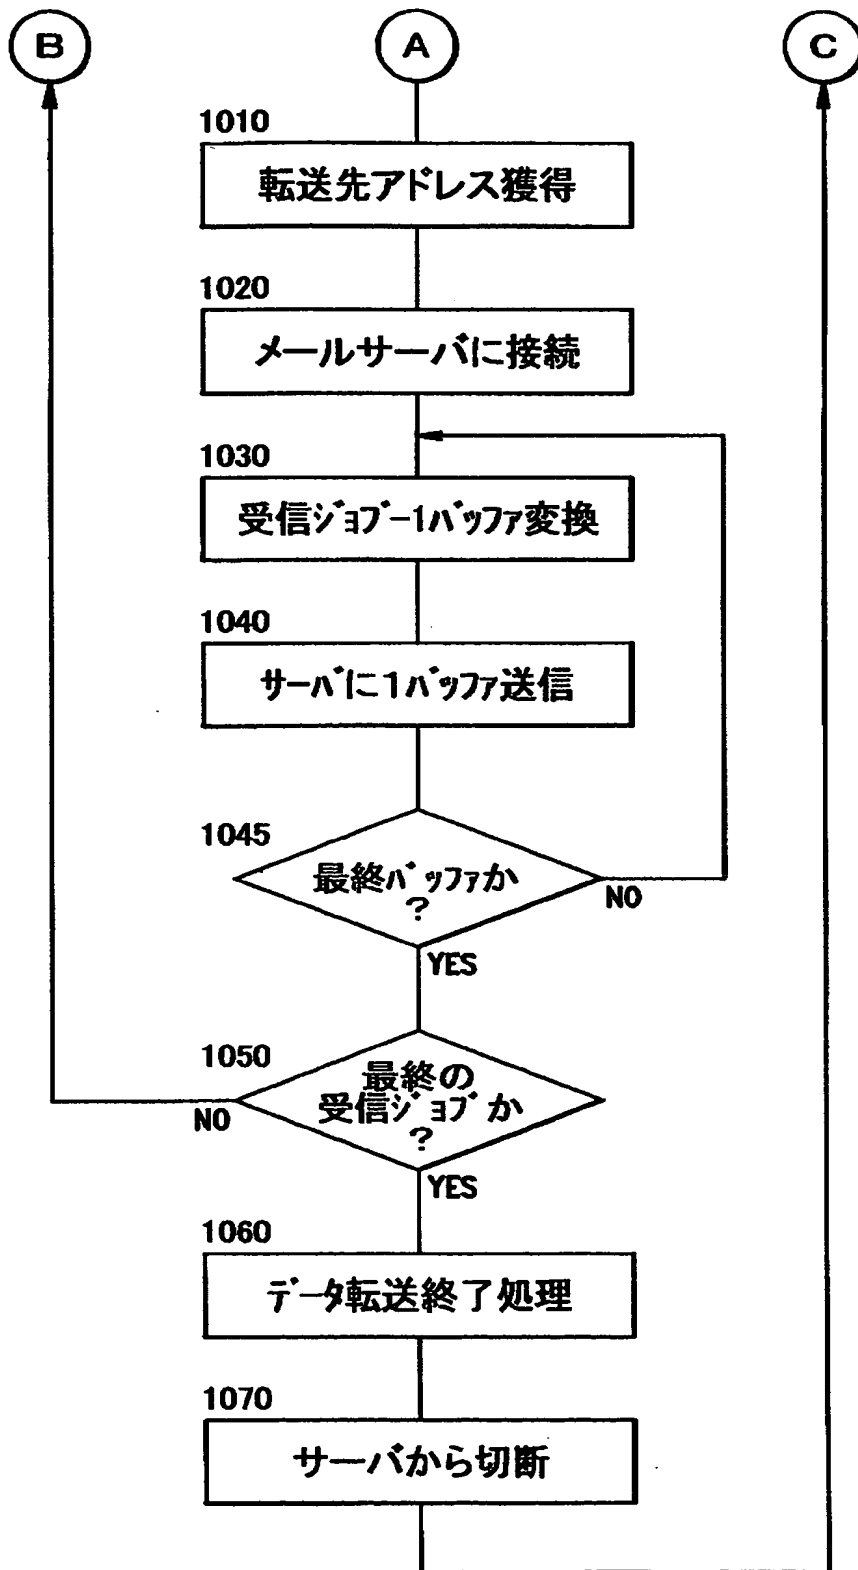 B
A
C
1010
転送先アドレス獲得
1020
メールサーバに接続
1030
受信ｼﾞｮﾌﾞｰ1ﾊﾞｯﾌｧ変換
1040
ｻｰﾊﾞに1ﾊﾞｯﾌｧ送信
1045
最終ﾊﾞｯﾌｧか
?
NO
YES
1050
最終の
受信ｼﾞｮﾌﾞか
?
NO
YES
1060
ﾃﾞｰﾀ転送終了処理
1070
サーバから切断